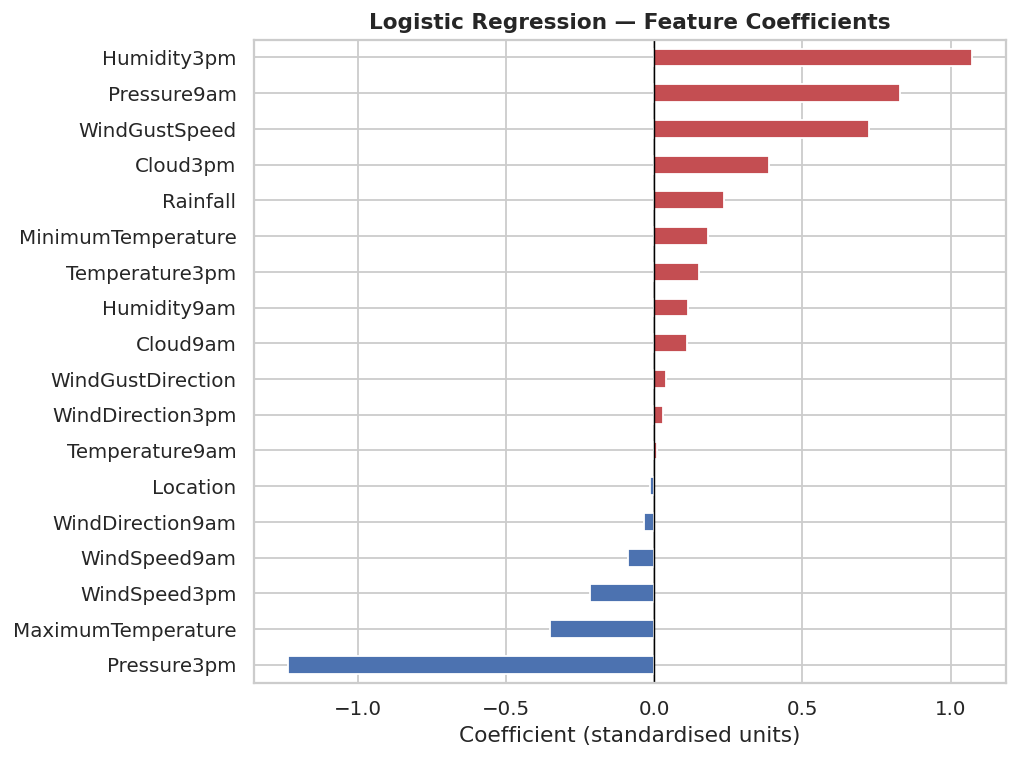 Logistic Regression — Feature Coefficients
Humidity3pm
Pressure9am
WindGustSpeed
Cloud3pm
Rainfall
MinimumTemperature
Temperature3pm
Humidity9am
Cloud9am
WindGustDirection
WindDirection3pm
Temperature9am
Location
WindDirection9am
WindSpeed9am
WindSpeed3pm
MaximumTemperature
Pressure3pm
−1.0 −0.5 0.0 0.5 1.0
Coefficient (standardised units)